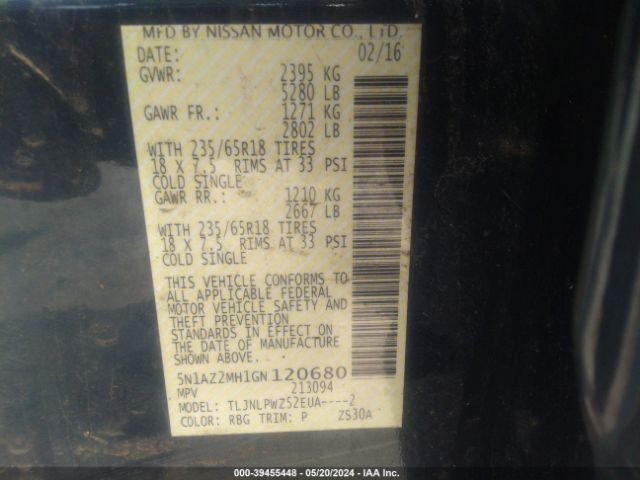 MFD BY NISSAN MOTOR CO., LTD.
DATE: 02/16
GVWR: 2395 KG
5280 LB
GAWR FR.: 1271 KG
2802 LB
WITH 235/65R18 TIRES
18 X 7.5 RIMS AT 33 PSI
COLD SINGLE
GAWR RR.: 1210 KG
2667 LB
WITH 235/65R18 TIRES
18 X 7.5 RIMS AT 33 PSI
COLD SINGLE
THIS VEHICLE CONFORMS TO
ALL APPLICABLE FEDERAL
MOTOR VEHICLE SAFETY AND
THEFT PREVENTION
STANDARDS IN EFFECT ON
THE DATE OF MANUFACTURE
SHOWN ABOVE.
5N1AZ2MH1GN120680
MPV 213094
MODEL: TLJNLPWZ52EUA----2
COLOR: RBG TRIM: P ZS30A
000-39455448 - 05/20/2024 - IAA Inc.